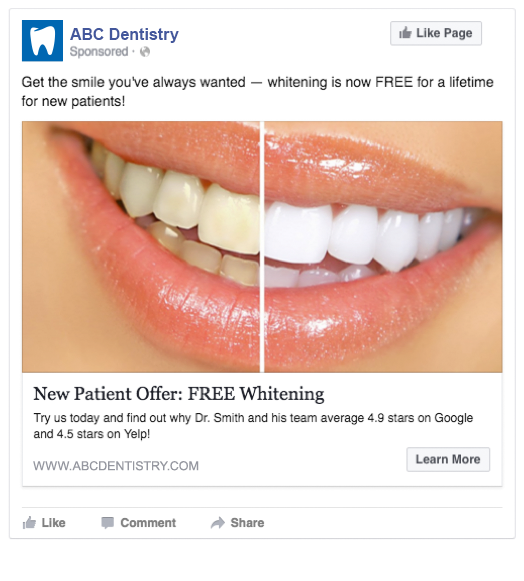 ABC Dentistry
Like Page
Sponsored ·
Get the smile you've always wanted — whitening is now FREE for a lifetime
for new patients!
New Patient Offer: FREE Whitening
Try us today and find out why Dr. Smith and his team average 4.9 stars on Google
and 4.5 stars on Yelp!
WWW.ABCDENTISTRY.COM
Learn More
Like Comment Share